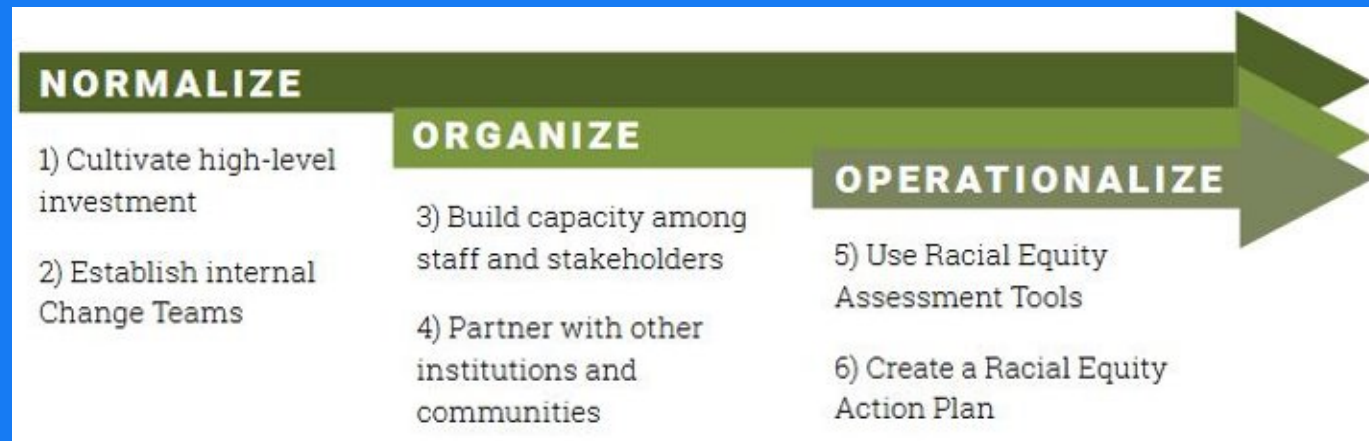 NORMALIZE
1) Cultivate high-level
investment
2) Establish internal
Change Teams
ORGANIZE
3) Build capacity among
staff and stakeholders
4) Partner with other
institutions and
communities
OPERATIONALIZE
5) Use Racial Equity
Assessment Tools
6) Create a Racial Equity
Action Plan